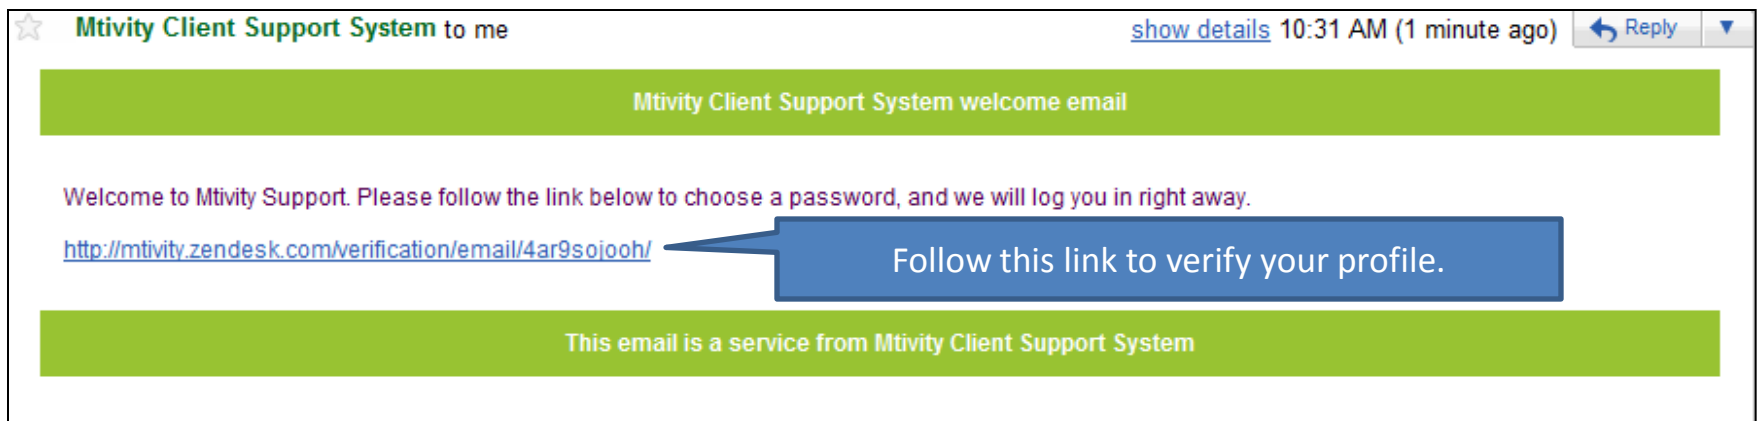 Mtivity Client Support System to me show details 10:31 AM (1 minute ago) Reply
Mtivity Client Support System welcome email
Welcome to Mtivity Support. Please follow the link below to choose a password, and we will log you in right away.
http://mtivity.zendesk.com/verification/email/4ar9sojooh/
Follow this link to verify your profile.
This email is a service from Mtivity Client Support System